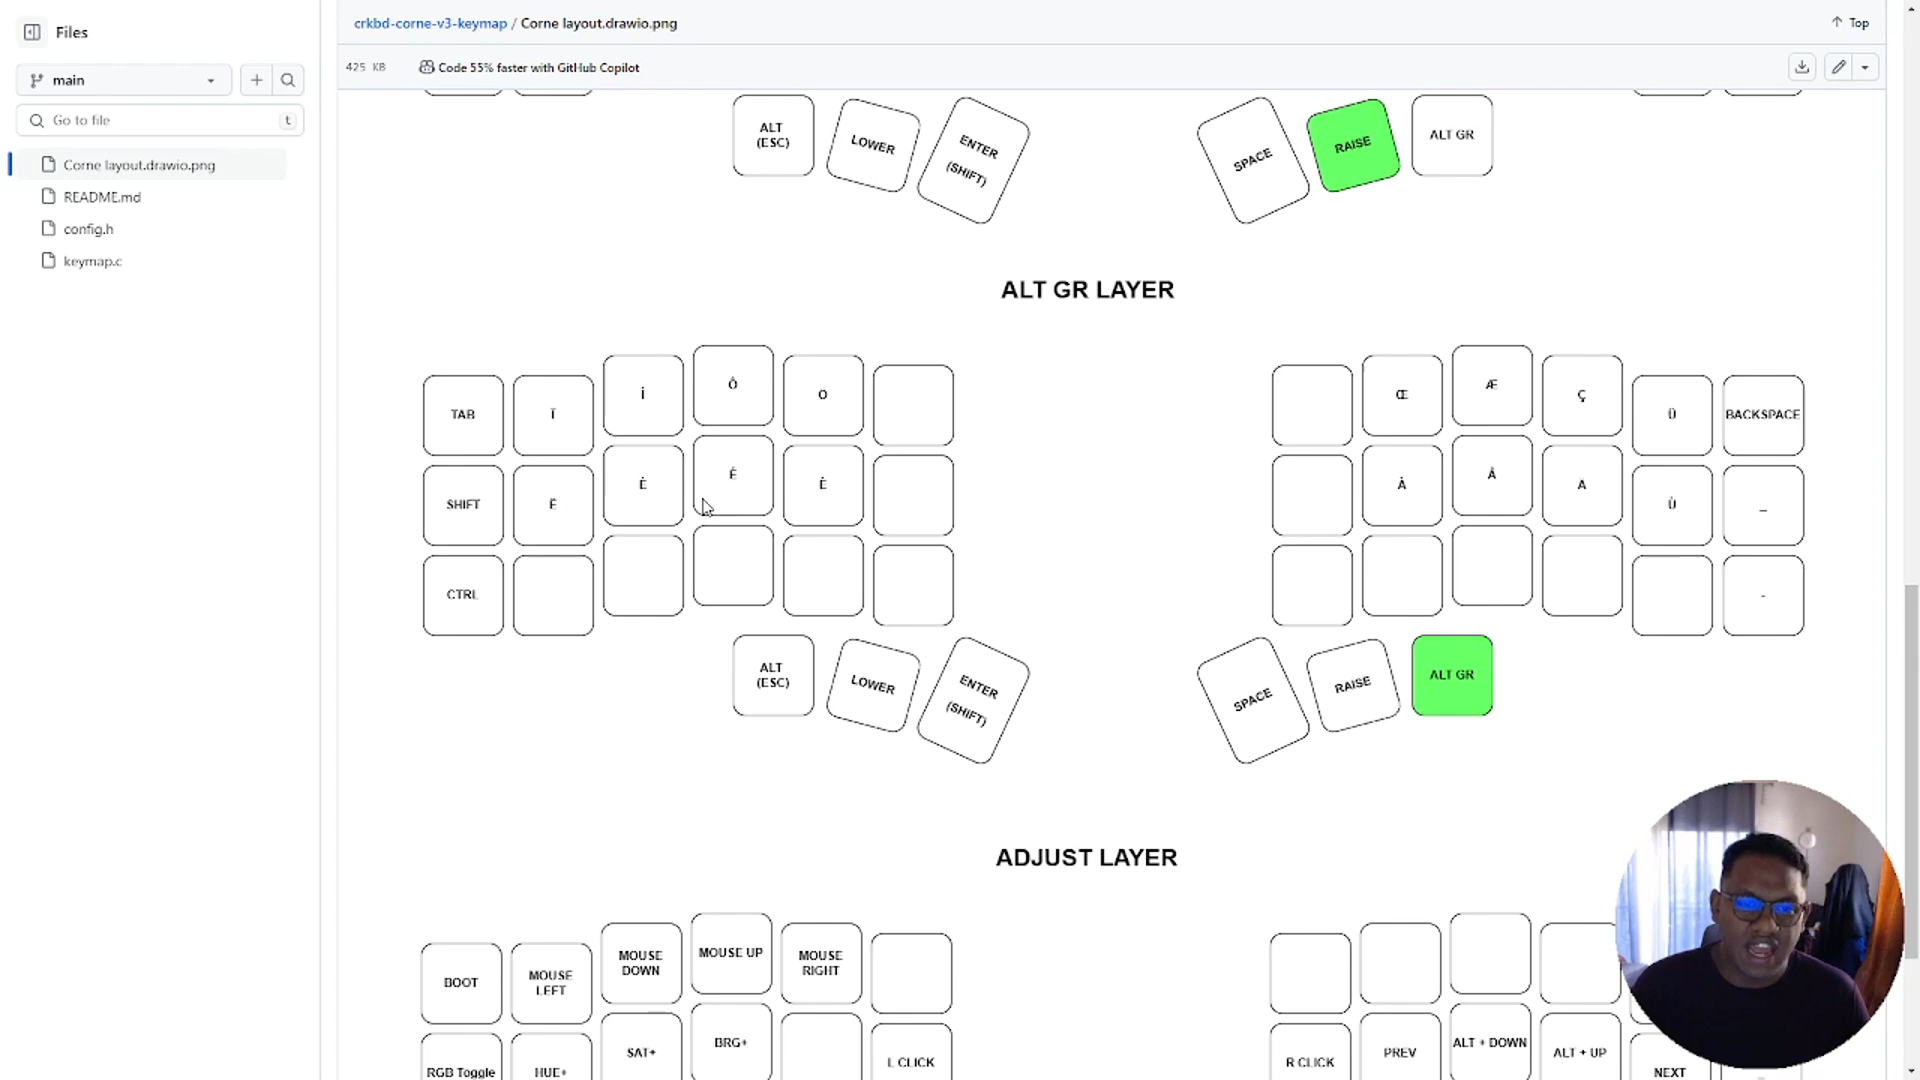 Files
main
Go to file
t
Corne layout.drawio.png
README.md
config.h
keymap.c
crkbd-corne-v3-keymap / Corne layout.drawio.png
Top
425 KB
Code 55% faster with GitHub Copilot
ALT
(ESC)
LOWER
ENTER
(SHIFT)
SPACE
RAISE
ALT GR
ALT GR LAYER
TAB
Ï
Ô
O
Œ
Æ
Ç
BACKSPACE
SHIFT
Ë
É
A
Ù
_
CTRL
-
ALT
(ESC)
LOWER
ENTER
(SHIFT)
SPACE
RAISE
ALT GR
ADJUST LAYER
BOOT
MOUSE
LEFT
MOUSE
DOWN
MOUSE UP
MOUSE
RIGHT
RGB Toggle
HUE+
SAT+
BRG+
L CLICK
R CLICK
PREV
ALT + DOWN
ALT + UP
NEXT